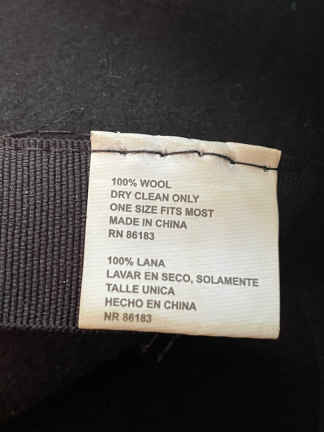 100% WOOL
DRY CLEAN ONLY
ONE SIZE FITS MOST
MADE IN CHINA
RN 86183
100% LANA
LAVAR EN SECO, SOLAMENTE
TALLE UNICA
HECHO EN CHINA
NR 86183